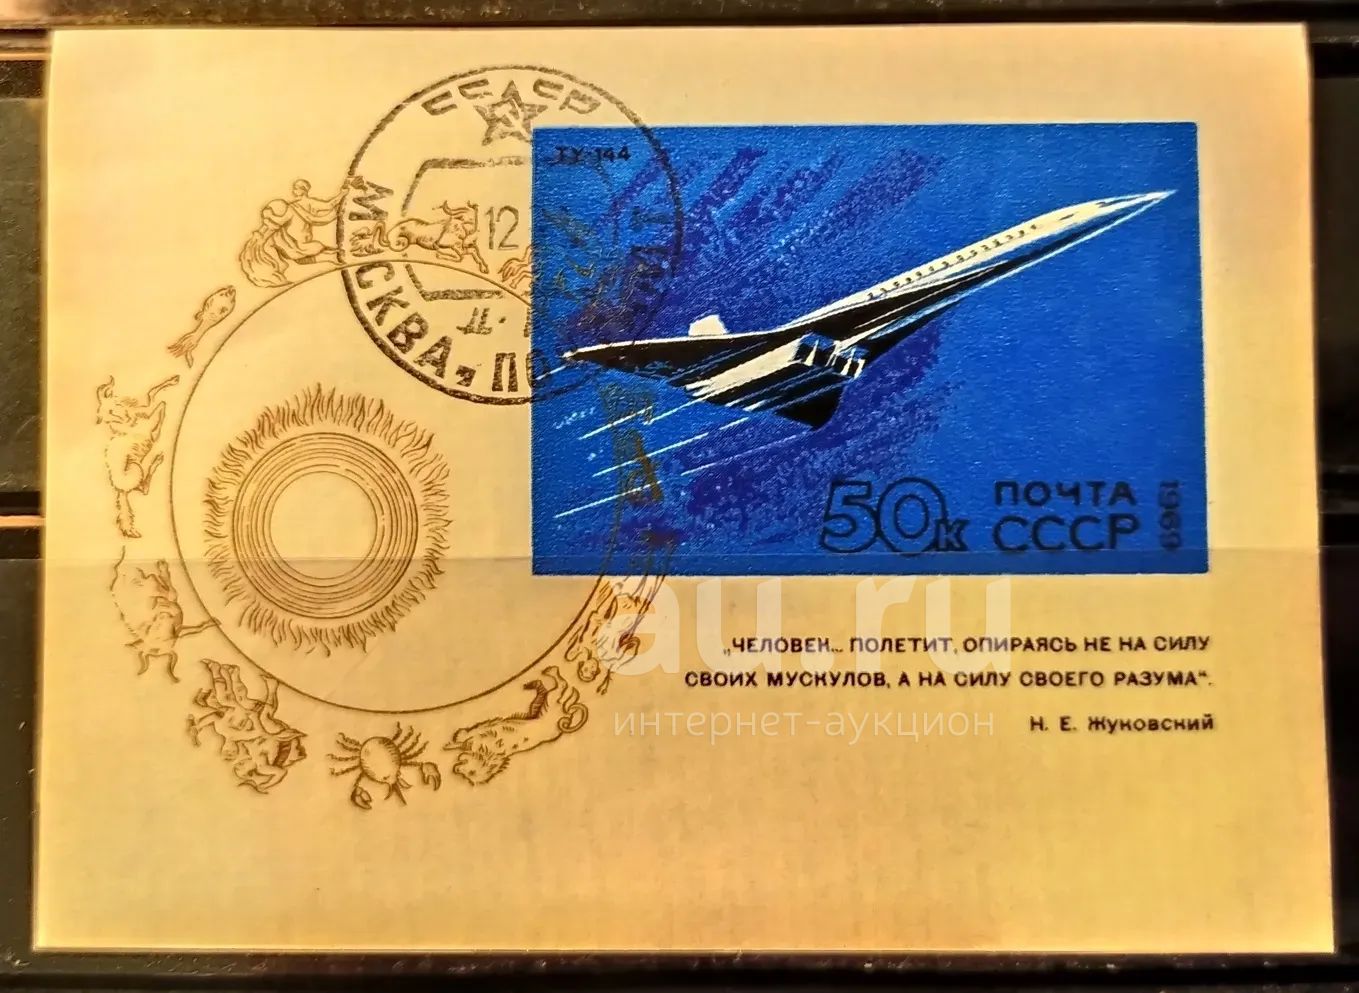 СССР
МОСКВА,
12
ТУ-144
50к ПОЧТА
СССР
1969
„ЧЕЛОВЕК... ПОЛЕТИТ, ОПИРАЯСЬ НЕ НА СИЛУ
СВОИХ МУСКУЛОВ, А НА СИЛУ СВОЕГО РАЗУМА“.
Н. Е. Жуковский
au.ru
интернет-аукцион